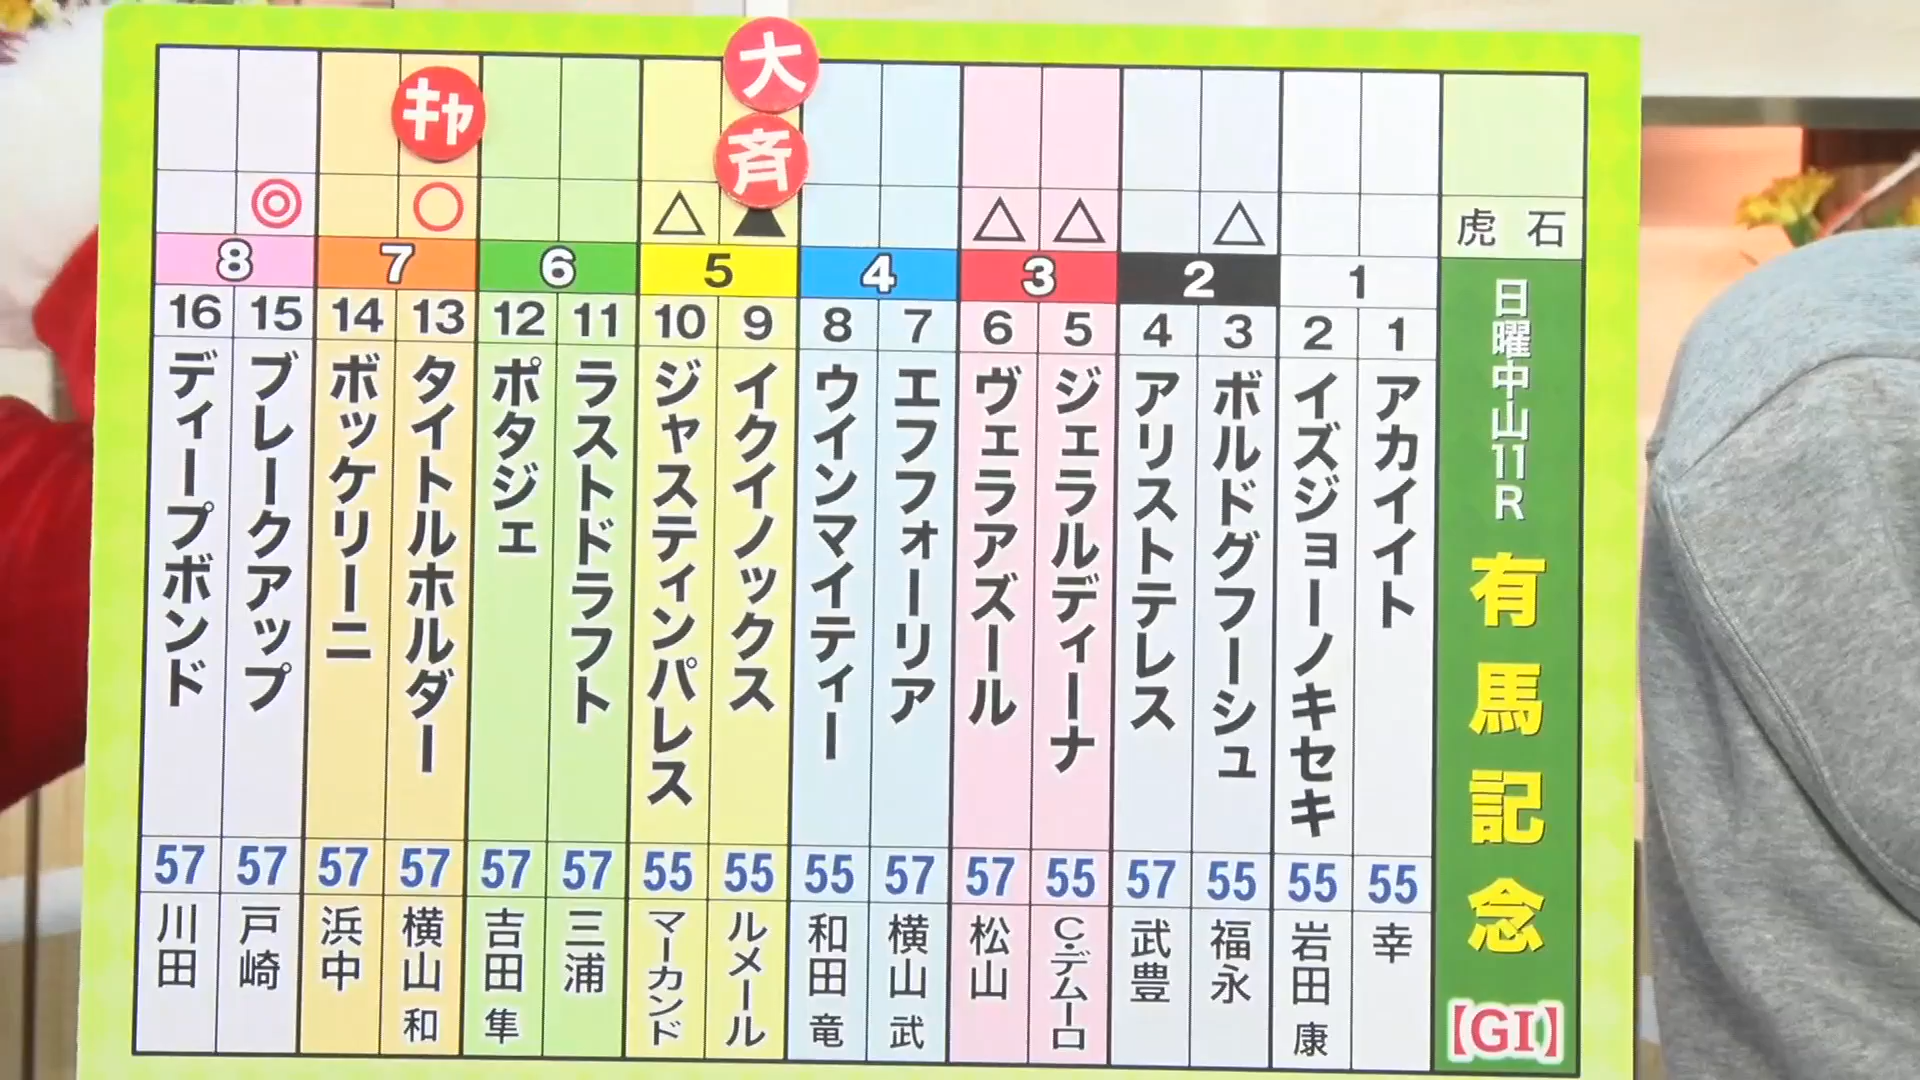 大
斉
キャ
虎石
◎ ○ △ ▲ △ △ △
8 7 6 5 4 3 2 1
日曜中山11R
有馬記念
【GI】
1 アカイイト 55 幸
2 イズジョーノキセキ 55 岩田康
3 ボルドグフーシュ 55 福永
4 アリストテレス 57 武豊
5 ジェラルディーナ 55 C・デムーロ
6 ヴェラアズール 57 松山
7 エフフォーリア 57 横山武
8 ウインマイティー 55 和田竜
9 イクイノックス 55 ルメール
10 ジャスティンパレス 55 マーカンド
11 ラストドラフト 57 三浦
12 ポタジェ 57 吉田隼
13 タイトルホルダー 57 横山和
14 ボッケリーニ 57 浜中
15 ブレークアップ 57 戸崎
16 ディープボンド 57 川田